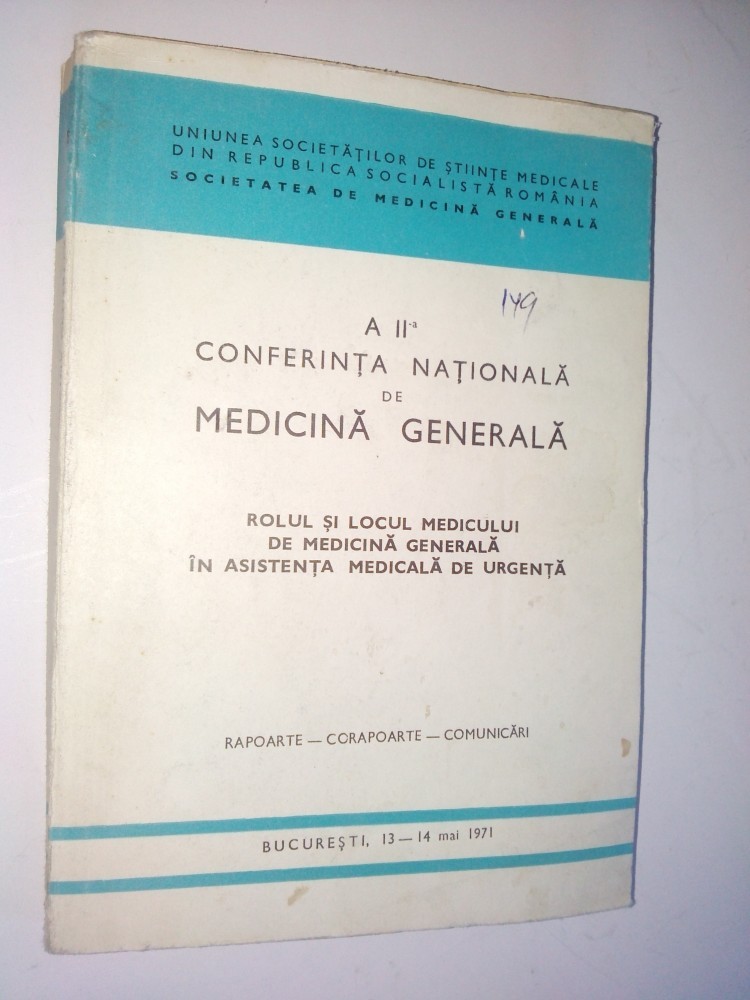 UNIUNEA SOCIETĂȚILOR DE ȘTIINȚE MEDICALE
DIN REPUBLICA SOCIALISTĂ ROMÂNIA
SOCIETATEA DE MEDICINĂ GENERALĂ
149
A II-a
CONFERINȚA NAȚIONALĂ
DE
MEDICINĂ GENERALĂ
ROLUL ȘI LOCUL MEDICULUI
DE MEDICINĂ GENERALĂ
ÎN ASISTENȚA MEDICALĂ DE URGENȚĂ
RAPOARTE — CORAPOARTE — COMUNICĂRI
BUCUREȘTI, 13 — 14 mai 1971